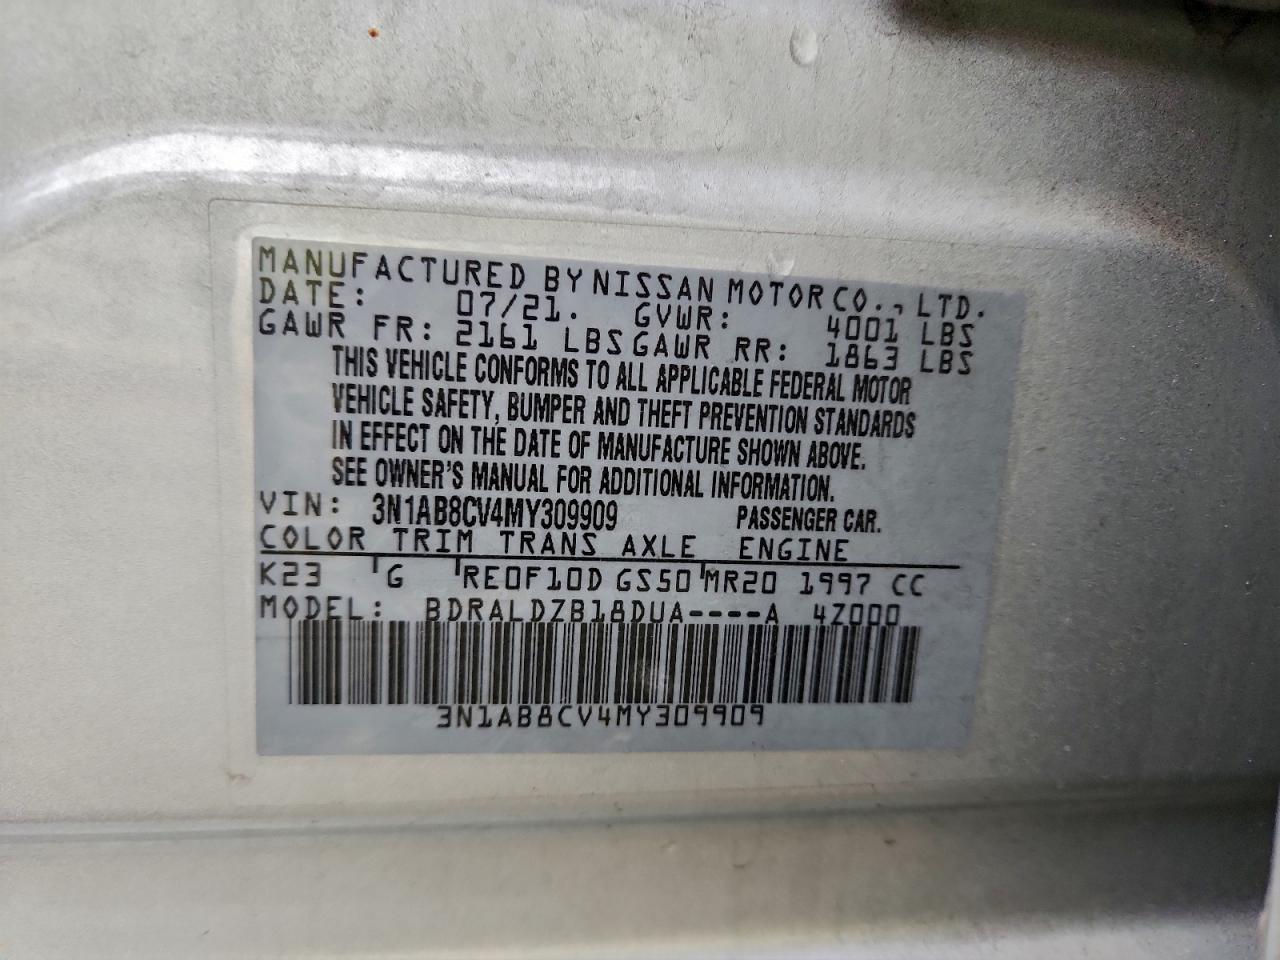 MANUFACTURED BY NISSAN MOTOR CO., LTD.
DATE: 07/21. GVWR: 4001 LBS
GAWR FR: 2161 LBS GAWR RR: 1863 LBS
THIS VEHICLE CONFORMS TO ALL APPLICABLE FEDERAL MOTOR
VEHICLE SAFETY, BUMPER AND THEFT PREVENTION STANDARDS
IN EFFECT ON THE DATE OF MANUFACTURE SHOWN ABOVE.
SEE OWNER'S MANUAL FOR ADDITIONAL INFORMATION.
VIN: 3N1AB8CV4MY309909 PASSENGER CAR.
COLOR TRIM TRANS AXLE ENGINE
K23 G RE0F10D GS50 MR20 1997 CC
MODEL: BDRALDZB18DUA----A 4Z000
3N1AB8CV4MY309909